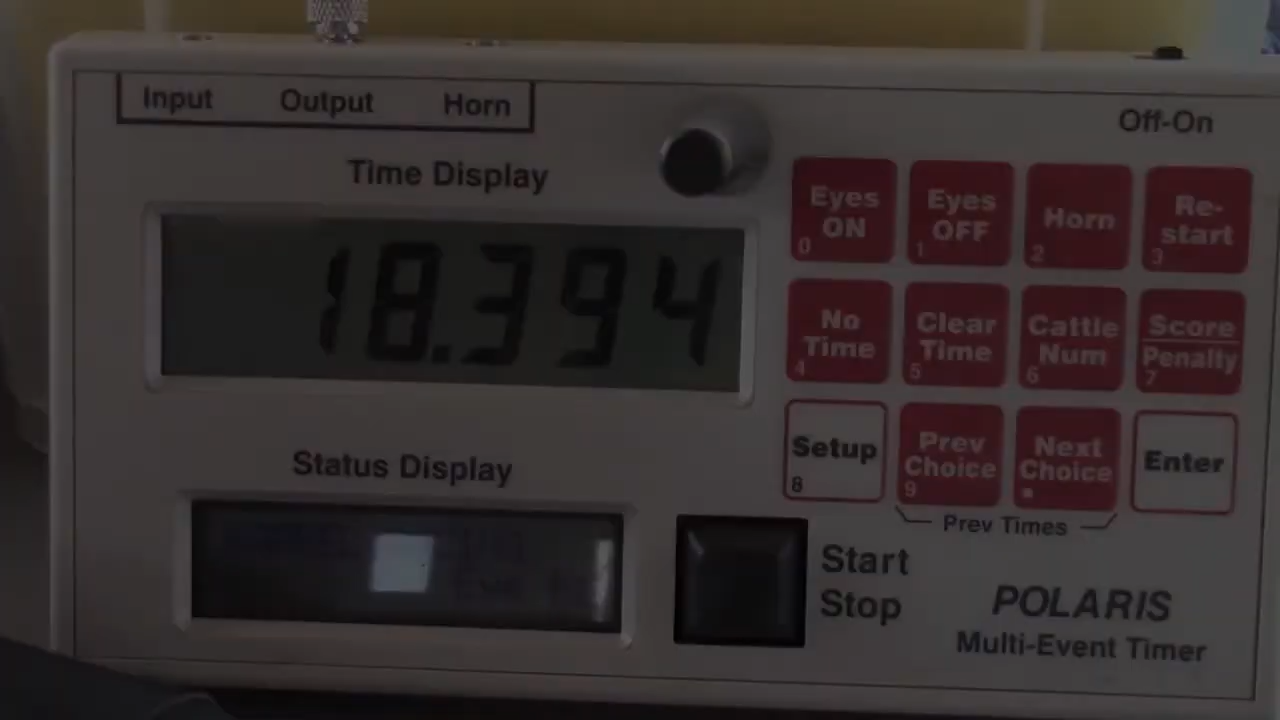 Input Output Horn
Off-On
Time Display
18.394
Eyes ON 0
Eyes OFF 1
Horn 2
Re-start 3
No Time 4
Clear Time 5
Cattle Num 6
Score Penalty 7
Setup 8
Prev Choice 9
Next Choice .
Enter
Prev Times
Status Display
Start
Stop
POLARIS
Multi-Event Timer